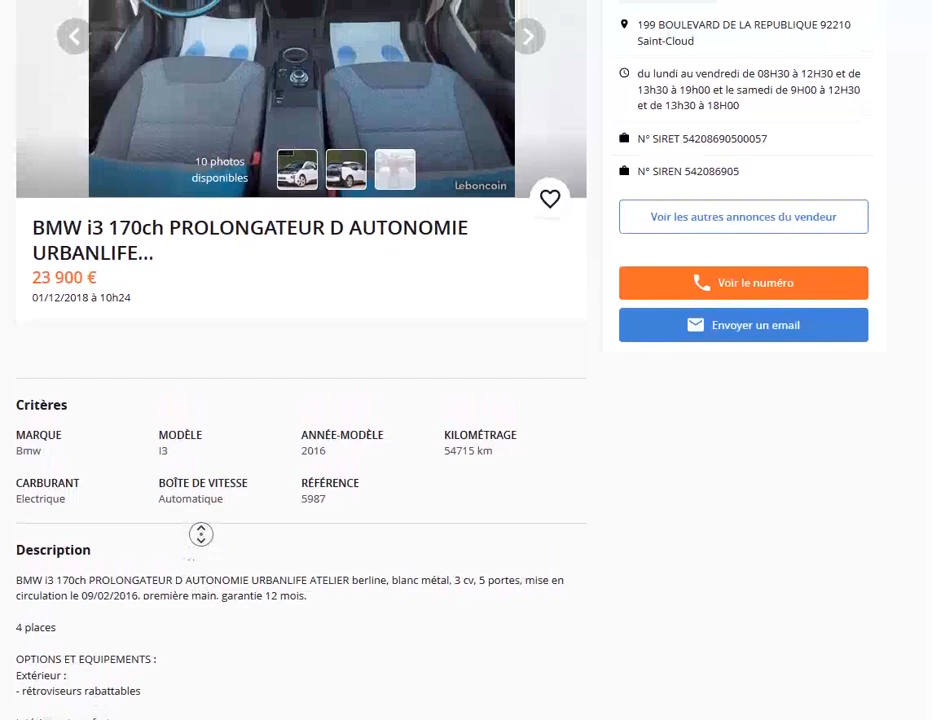 10 photos
disponibles
leboncoin
BMW i3 170ch PROLONGATEUR D AUTONOMIE
URBANLIFE...
23 900 €
01/12/2018 à 10h24
Critères
MARQUE
Bmw
MODÈLE
I3
ANNÉE-MODÈLE
2016
KILOMÉTRAGE
54715 km
CARBURANT
Electrique
BOÎTE DE VITESSE
Automatique
RÉFÉRENCE
5987
Description
BMW i3 170ch PROLONGATEUR D AUTONOMIE URBANLIFE ATELIER berline, blanc métal, 3 cv, 5 portes, mise en
circulation le 09/02/2016, première main, garantie 12 mois.
4 places
OPTIONS ET EQUIPEMENTS :
Extérieur :
- rétroviseurs rabattables
199 BOULEVARD DE LA REPUBLIQUE 92210
Saint-Cloud
du lundi au vendredi de 08H30 à 12H30 et de
13h30 à 19h00 et le samedi de 9H00 à 12H30
et de 13h30 à 18H00
N° SIRET 54208690500057
N° SIREN 542086905
Voir les autres annonces du vendeur
Voir le numéro
Envoyer un email